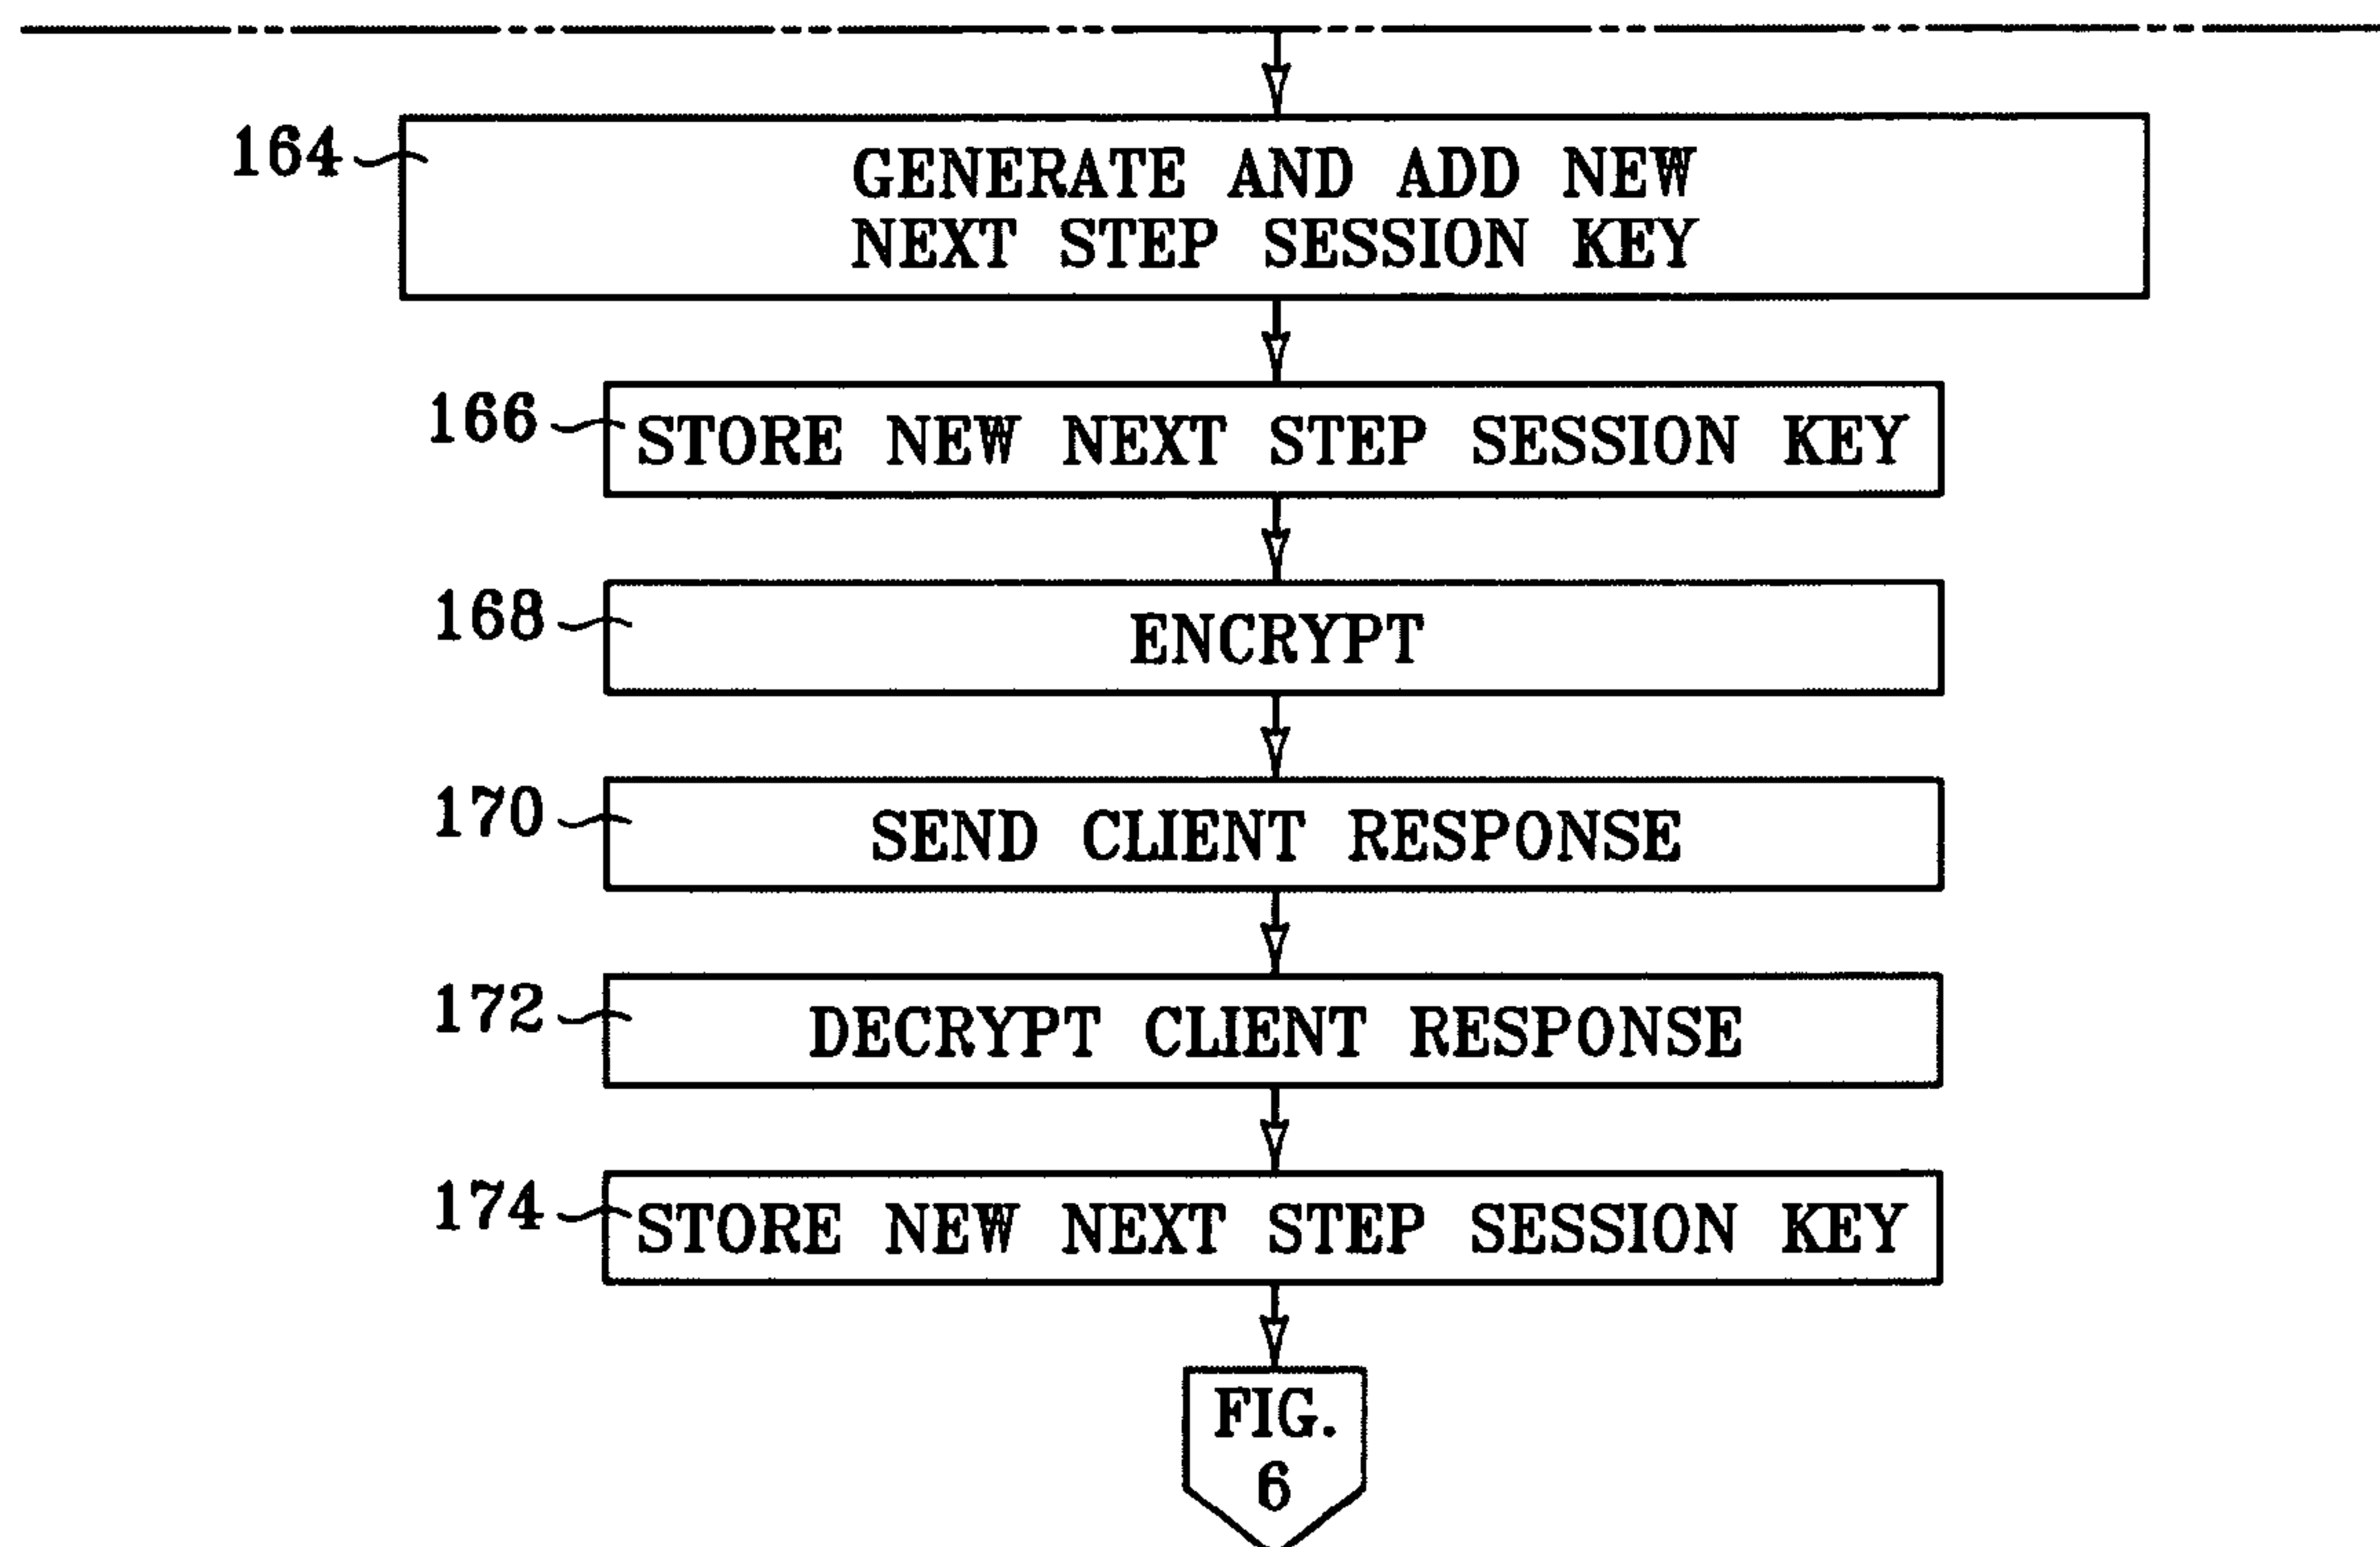 164
GENERATE AND ADD NEW
NEXT STEP SESSION KEY
166
STORE NEW NEXT STEP SESSION KEY
168
ENCRYPT
170
SEND CLIENT RESPONSE
172
DECRYPT CLIENT RESPONSE
174
STORE NEW NEXT STEP SESSION KEY
FIG.
6